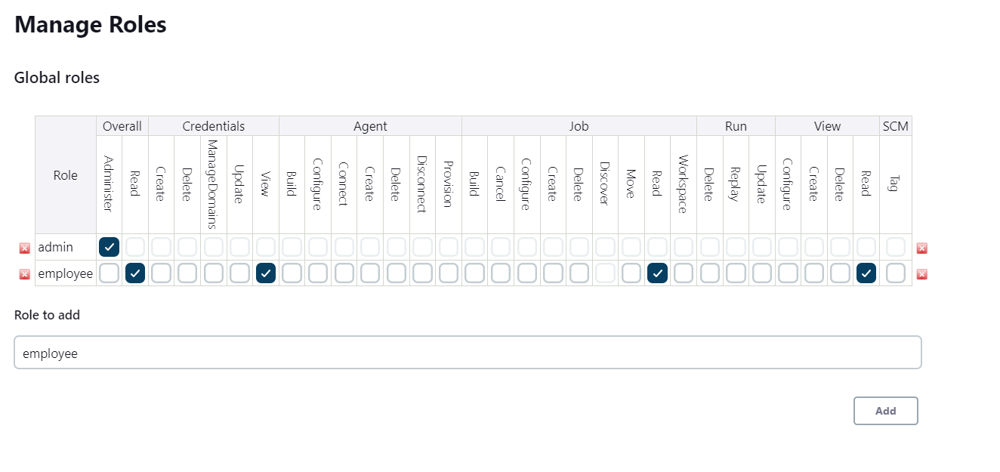 Manage Roles
Global roles
Role Overall Credentials Agent Job Run View SCM
Administer Read Create Delete ManageDomains Update View Build Configure Connect Create Delete Disconnect Provision Build Cancel Configure Create Delete Discover Move Read Workspace Delete Replay Update Configure Create Delete Read Tag
admin
employee
Role to add
employee
Add